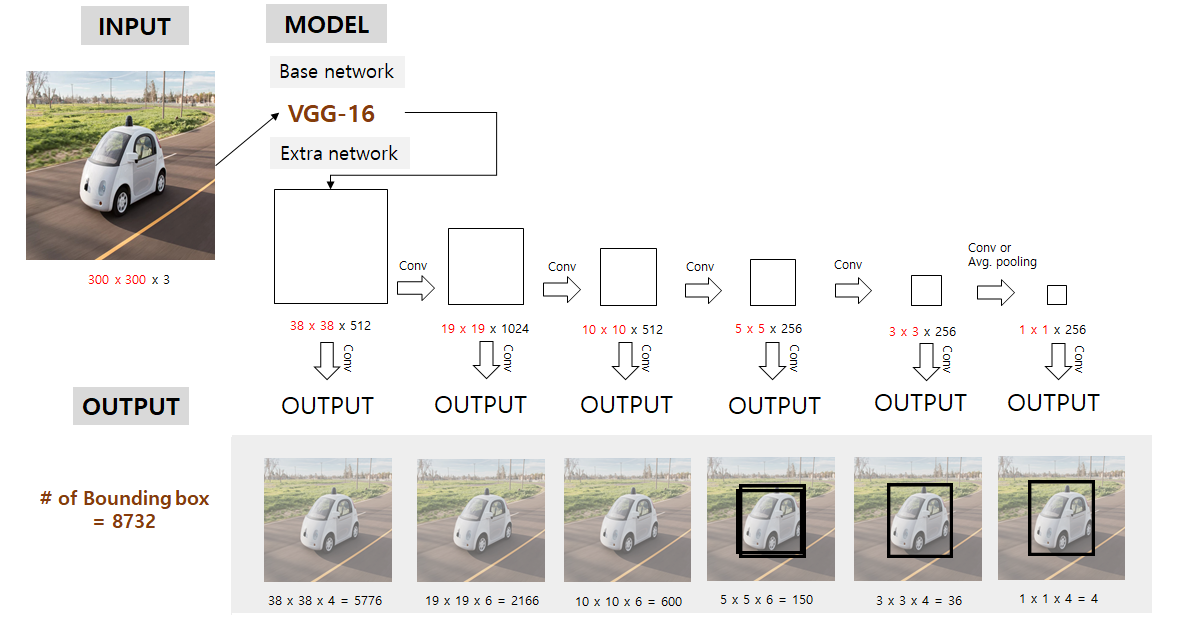 INPUT
MODEL
Base network
VGG-16
Extra network
300 x 300 x 3
Conv
Conv
Conv
Conv
Conv or
Avg. pooling
38 x 38 x 512
19 x 19 x 1024
10 x 10 x 512
5 x 5 x 256
3 x 3 x 256
1 x 1 x 256
Conv
Conv
Conv
Conv
Conv
Conv
OUTPUT
OUTPUT
OUTPUT
OUTPUT
OUTPUT
OUTPUT
OUTPUT
# of Bounding box
= 8732
38 x 38 x 4 = 5776
19 x 19 x 6 = 2166
10 x 10 x 6 = 600
5 x 5 x 6 = 150
3 x 3 x 4 = 36
1 x 1 x 4 = 4